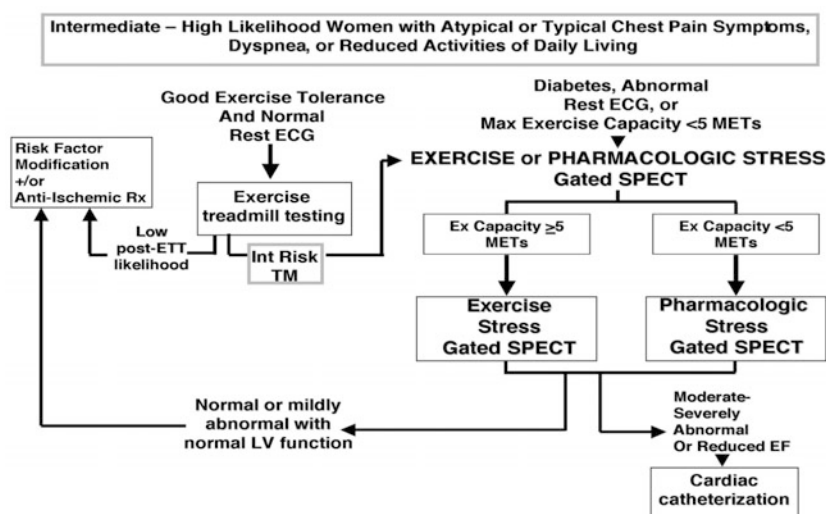 Intermediate – High Likelihood Women with Atypical or Typical Chest Pain Symptoms,
Dyspnea, or Reduced Activities of Daily Living
Good Exercise Tolerance
And Normal
Rest ECG
Diabetes, Abnormal
Rest ECG, or
Max Exercise Capacity <5 METs
Risk Factor
Modification
+/or
Anti-Ischemic Rx
Exercise
treadmill testing
EXERCISE or PHARMACOLOGIC STRESS
Gated SPECT
Low
post-ETT
likelihood
Int Risk
TM
Ex Capacity ≥5
METs
Ex Capacity <5
METs
Exercise
Stress
Gated SPECT
Pharmacologic
Stress
Gated SPECT
Normal or mildly
abnormal with
normal LV function
Moderate-
Severely
Abnormal
Or Reduced EF
Cardiac
catheterization